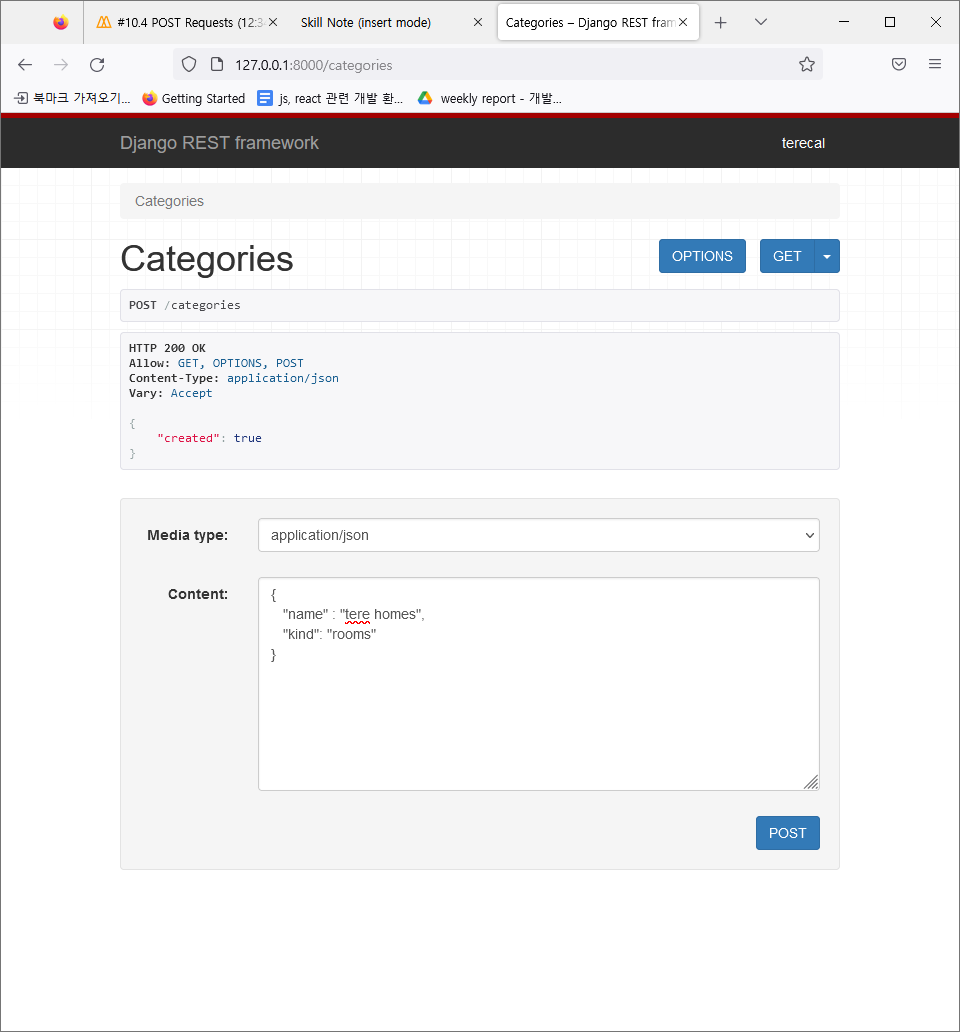 #10.4 POST Requests (12:3
Skill Note (insert mode)
Categories – Django REST fram
127.0.0.1:8000/categories
북마크 가져오기...
Getting Started
js, react 관련 개발 환...
weekly report - 개발...
Django REST framework
terecal
Categories
Categories
OPTIONS
GET
POST /categories
HTTP 200 OK
Allow: GET, OPTIONS, POST
Content-Type: application/json
Vary: Accept
{
"created": true
}
Media type:
application/json
Content:
{
"name" : "tere homes",
"kind": "rooms"
}
POST